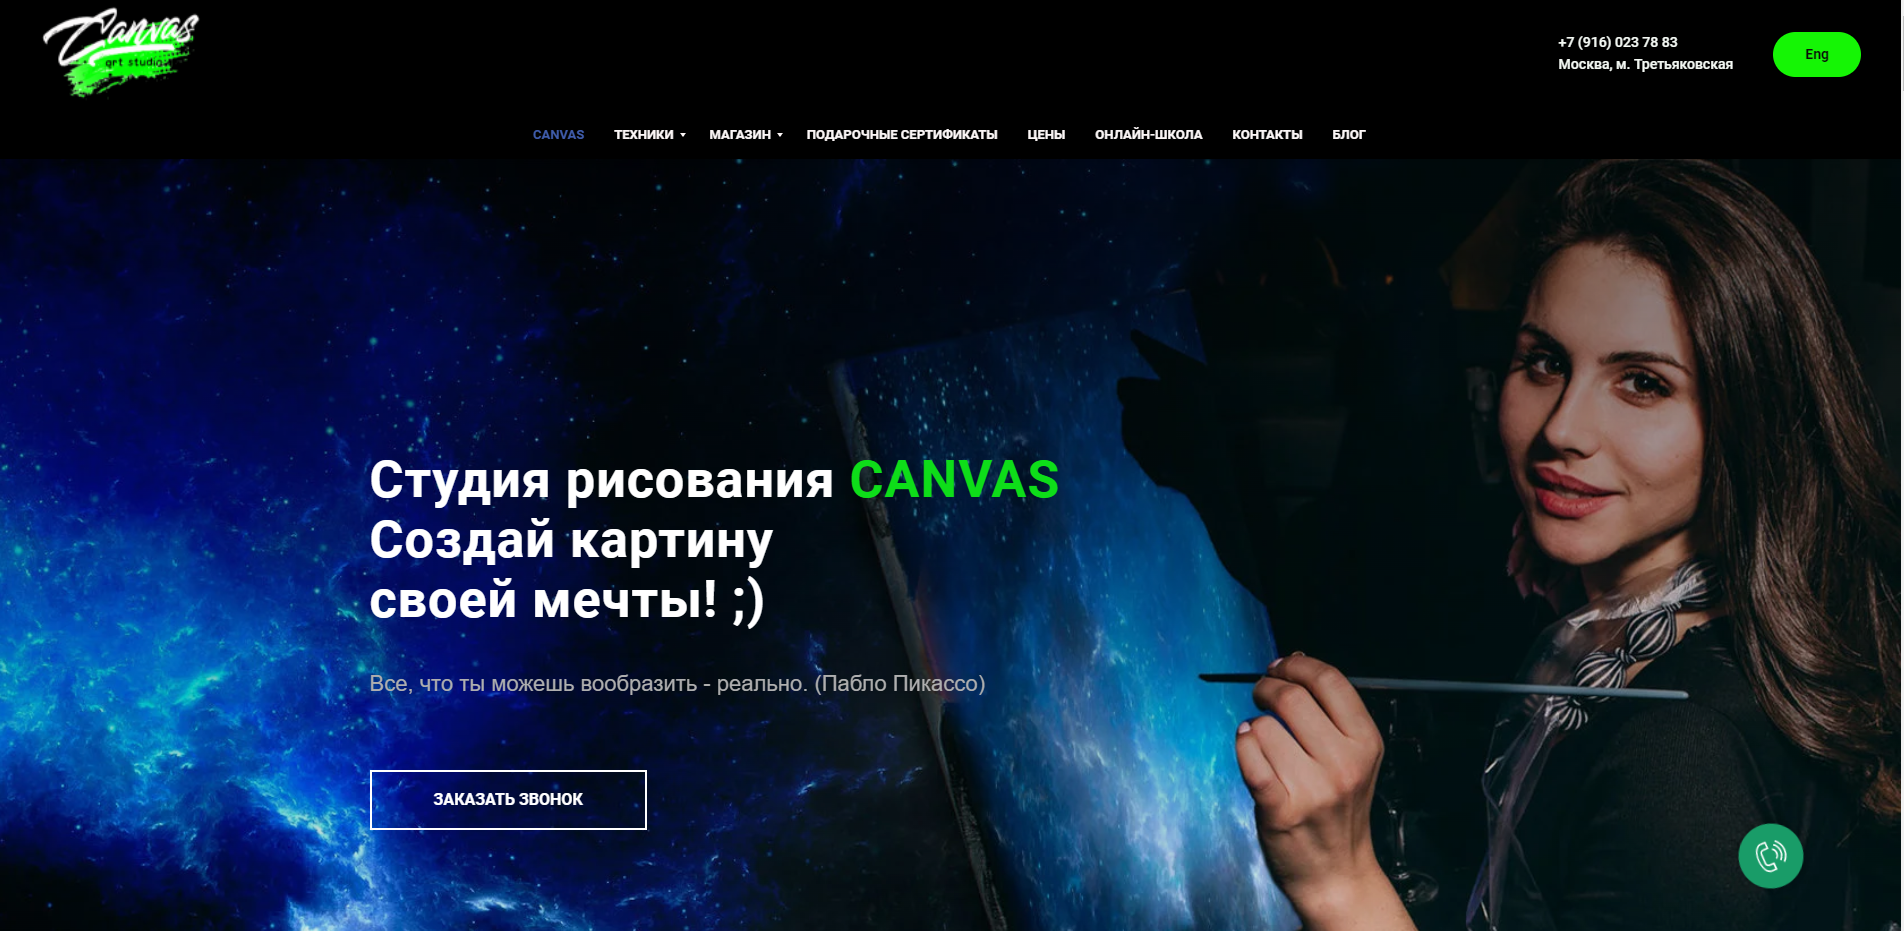 Canvas
art studio
+7 (916) 023 78 83
Москва, м. Третьяковская
Eng
CANVAS ТЕХНИКИ МАГАЗИН ПОДАРОЧНЫЕ СЕРТИФИКАТЫ ЦЕНЫ ОНЛАЙН-ШКОЛА КОНТАКТЫ БЛОГ
Студия рисования CANVAS
Создай картину
своей мечты! ;)
Все, что ты можешь вообразить - реально. (Пабло Пикассо)
ЗАКАЗАТЬ ЗВОНОК